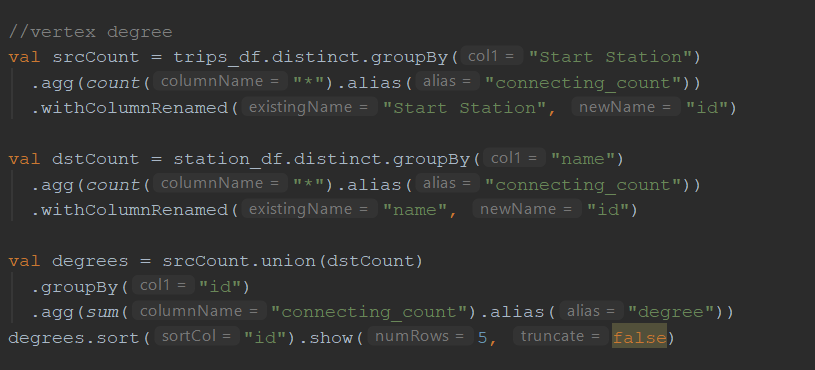 //vertex degree
val srcCount = trips_df.distinct.groupBy( col1 = "Start Station")
.agg(count( columnName = "*").alias( alias = "connecting_count"))
.withColumnRenamed( existingName = "Start Station", newName = "id")
val dstCount = station_df.distinct.groupBy( col1 = "name")
.agg(count( columnName = "*").alias( alias = "connecting_count"))
.withColumnRenamed( existingName = "name", newName = "id")
val degrees = srcCount.union(dstCount)
.groupBy( col1 = "id")
.agg(sum( columnName = "connecting_count").alias( alias = "degree"))
degrees.sort( sortCol = "id").show( numRows = 5, truncate = false)